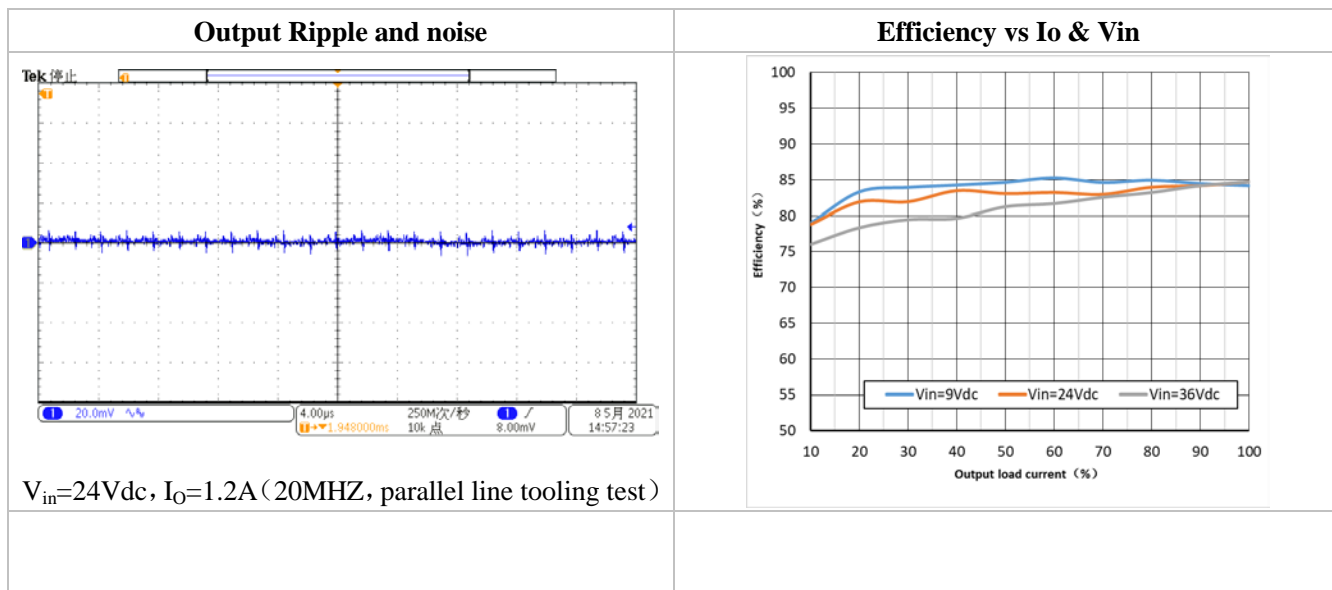 Output Ripple and noise
Efficiency vs Io & Vin
Tek 停止
T
1
1 20.0mV
4.00µs
T→▼1.948000ms
250M次/秒
10k 点
1 ∫
8.00mV
8 5月 2021
14:57:23
Vin=24Vdc，IO=1.2A（20MHZ，parallel line tooling test）
100
95
90
85
80
75
70
65
60
55
50
Efficiency（%）
Vin=9Vdc Vin=24Vdc Vin=36Vdc
10 20 30 40 50 60 70 80 90 100
Output load current（%）